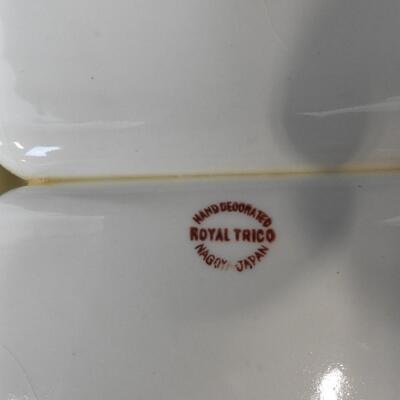 HAND DECORATED
ROYAL TRICO
NAGOYA-JAPAN